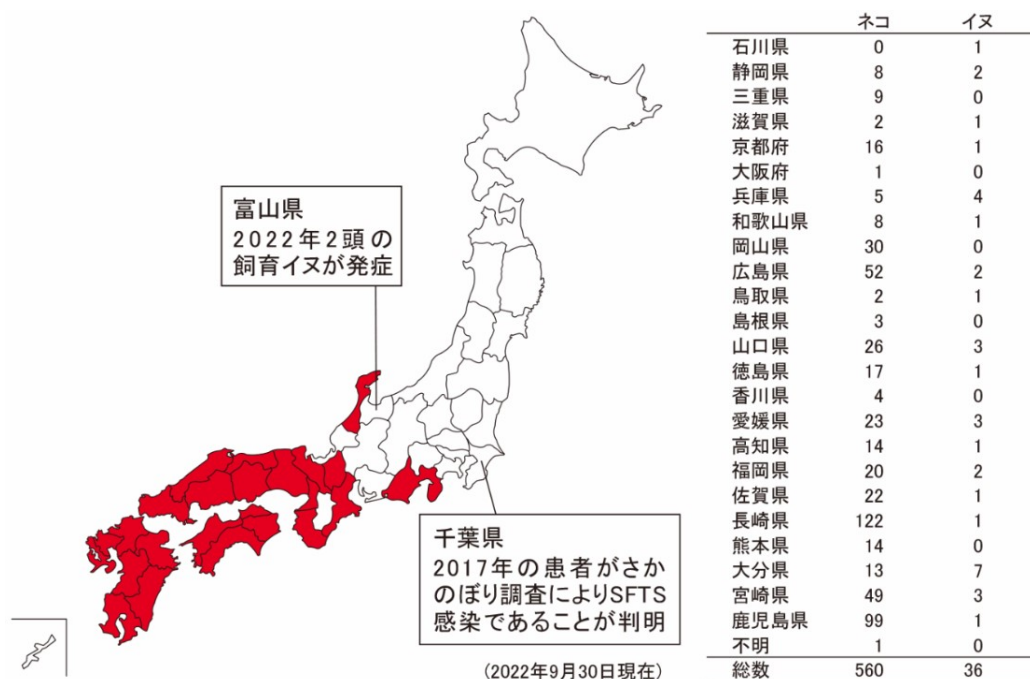 富山県
2022年2頭の
飼育イヌが発症
千葉県
2017年の患者がさか
のぼり調査によりSFTS
感染であることが判明
(2022年9月30日現在)
ネコ イヌ
石川県 0 1
静岡県 8 2
三重県 9 0
滋賀県 2 1
京都府 16 1
大阪府 1 0
兵庫県 5 4
和歌山県 8 1
岡山県 30 0
広島県 52 2
鳥取県 2 1
島根県 3 0
山口県 26 3
徳島県 17 1
香川県 4 0
愛媛県 23 3
高知県 14 1
福岡県 20 2
佐賀県 22 1
長崎県 122 1
熊本県 14 0
大分県 13 7
宮崎県 49 3
鹿児島県 99 1
不明 1 0
総数 560 36